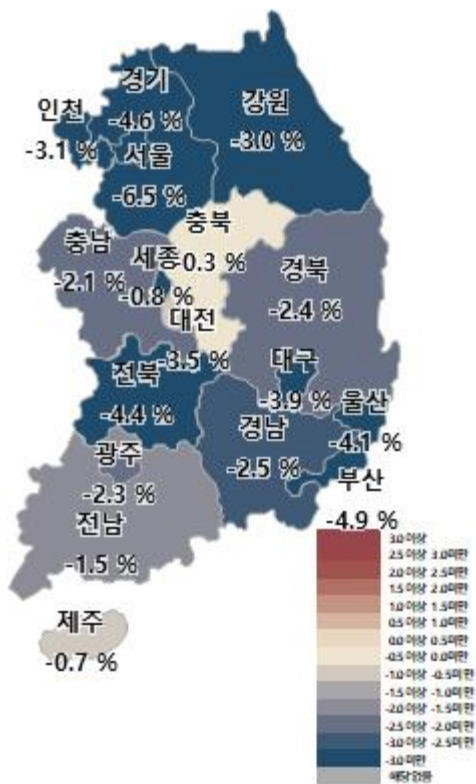 경기
-4.6 %
인천
-3.1 %
강원
-3.0 %
서울
-6.5 %
충북
-0.3 %
충남
-2.1 %
세종
-0.8 %
경북
-2.4 %
대전
-3.5 %
대구
-3.9 %
전북
-4.4 %
울산
-4.1 %
경남
-2.5 %
부산
-4.9 %
광주
-2.3 %
전남
-1.5 %
제주
-0.7 %
3.0이상
2.5이상 3.0미만
2.0이상 2.5미만
1.5이상 2.0미만
1.0이상 1.5미만
0.5이상 1.0미만
0.0이상 0.5미만
-0.5이상 0.0미만
-1.0이상 -0.5미만
-1.5이상 -1.0미만
-2.0이상 -1.5미만
-2.5이상 -2.0미만
-3.0이상 -2.5미만
-3.0미만
해당없음